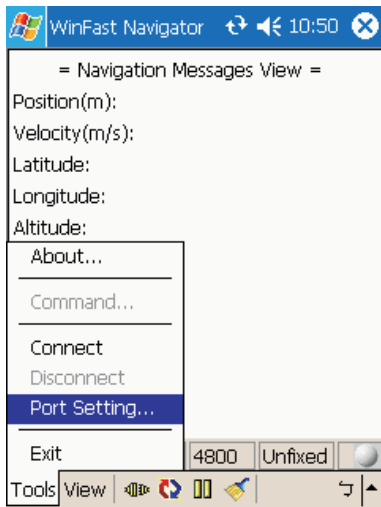 WinFast Navigator 10:50
= Navigation Messages View =
Position(m):
Velocity(m/s):
Latitude:
Longitude:
Altitude:
About...
Command...
Connect
Disconnect
Port Setting...
Exit
4800 Unfixed
Tools View ㄅ